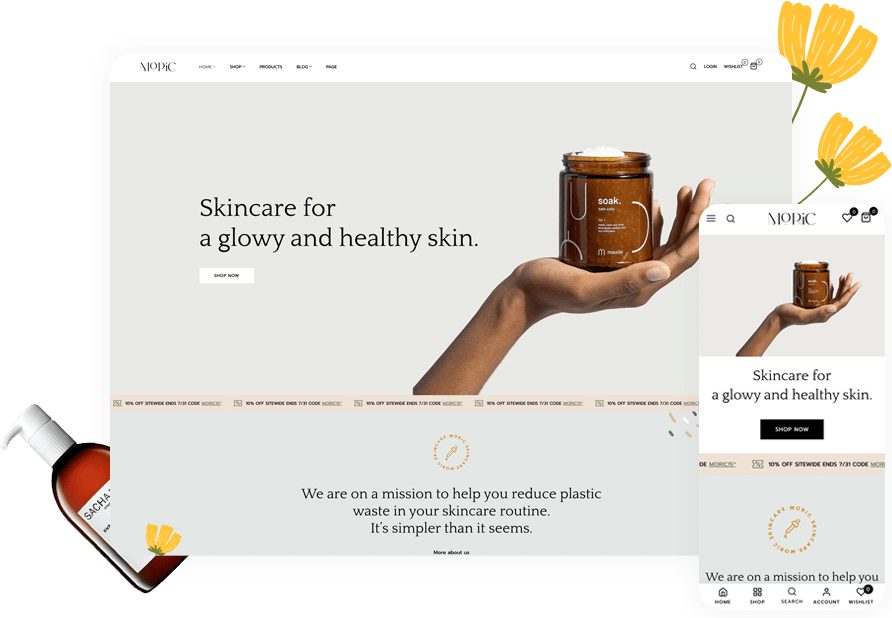 MORIC HOME SHOP PRODUCTS BLOG PAGE LOGIN WISHLIST 0 0
Skincare for
a glowy and healthy skin.
SHOP NOW
soak.
bath salts
maude
10% OFF SITEWIDE ENDS 7/31 CODE MORIC15* 10% OFF SITEWIDE ENDS 7/31 CODE MORIC15* 10% OFF SITEWIDE ENDS 7/31 CODE MORIC15* 10% OFF SITEWIDE ENDS 7/31 CODE MORIC15* 10% OFF SITEWIDE ENDS 7/31 CODE
MORIC SKINCARE MORIC SKINCARE
We are on a mission to help you reduce plastic
waste in your skincare routine.
It's simpler than it seems.
More about us
SACHA
MORIC 0 0
soak.
Skincare for
a glowy and healthy skin.
SHOP NOW
DE MORIC15* 10% OFF SITEWIDE ENDS 7/31 CODE MORI
MORIC SKINCARE MORIC SKINCARE
We are on a mission to help you
0
HOME SHOP SEARCH ACCOUNT WISHLIST